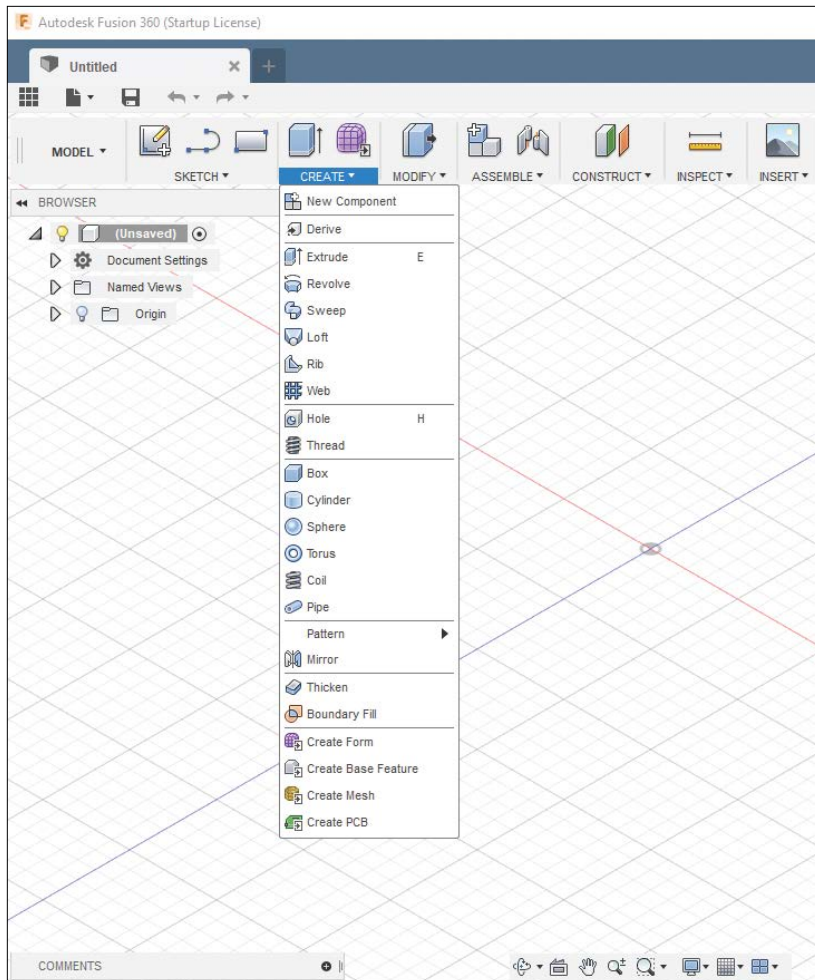 Autodesk Fusion 360 (Startup License)
Untitled
MODEL
SKETCH
CREATE
MODIFY
ASSEMBLE
CONSTRUCT
INSPECT
INSERT
BROWSER
(Unsaved)
Document Settings
Named Views
Origin
New Component
Derive
Extrude E
Revolve
Sweep
Loft
Rib
Web
Hole H
Thread
Box
Cylinder
Sphere
Torus
Coil
Pipe
Pattern
Mirror
Thicken
Boundary Fill
Create Form
Create Base Feature
Create Mesh
Create PCB
COMMENTS